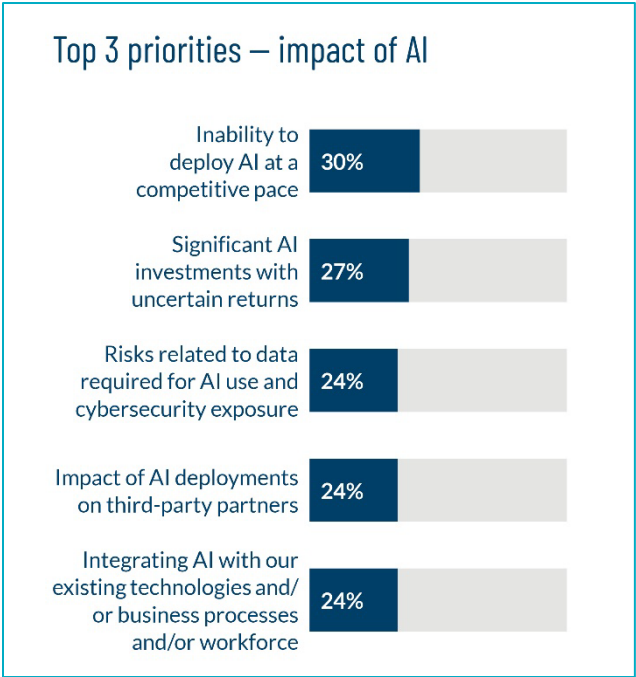 Top 3 priorities — impact of AI
Inability to
deploy AI at a
competitive pace
30%
Significant AI
investments with
uncertain returns
27%
Risks related to data
required for AI use and
cybersecurity exposure
24%
Impact of AI deployments
on third-party partners
24%
Integrating AI with our
existing technologies and/
or business processes
and/or workforce
24%